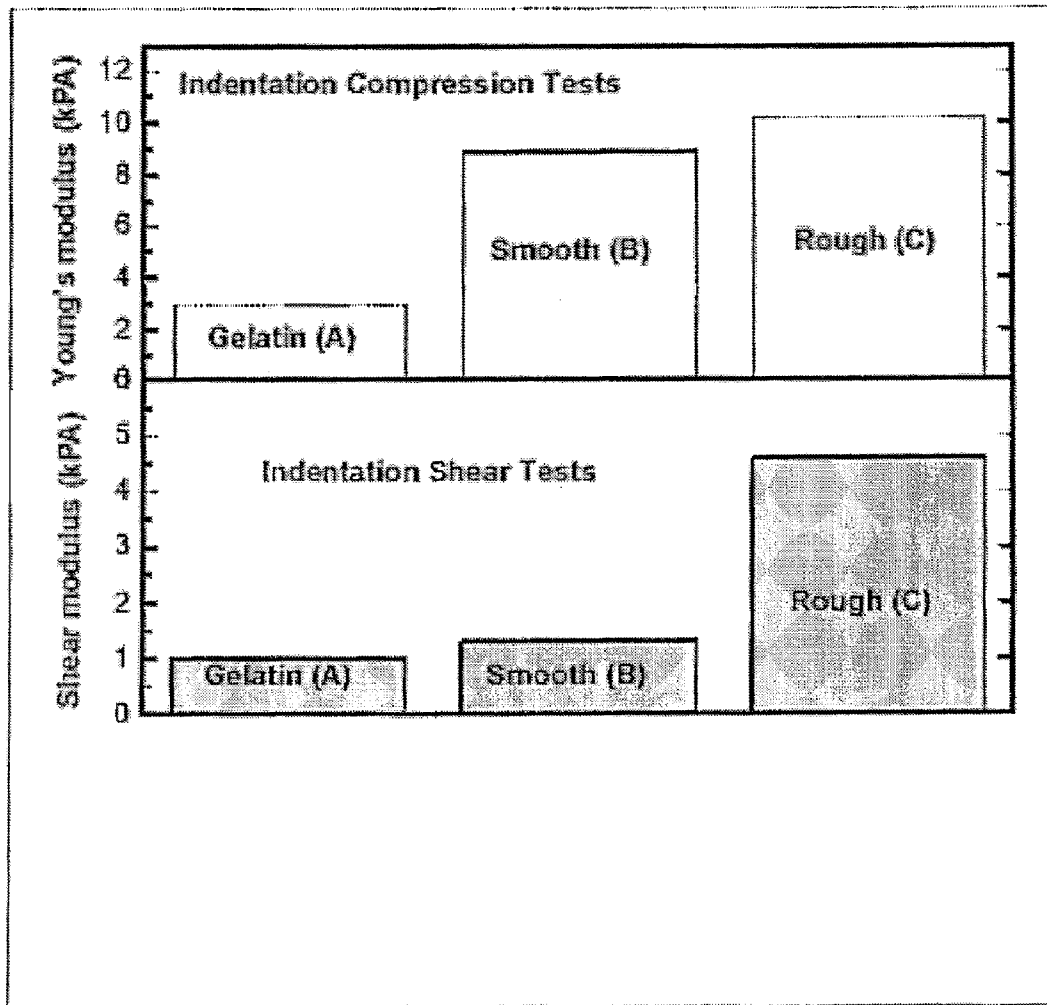 Indentation Compression Tests
Young's modulus (kPA)
12
10
8
6
4
2
0
Gelatin (A)
Smooth (B)
Rough (C)
Indentation Shear Tests
Shear modulus (kPA)
5
4
3
2
1
0
Gelatin (A)
Smooth (B)
Rough (C)